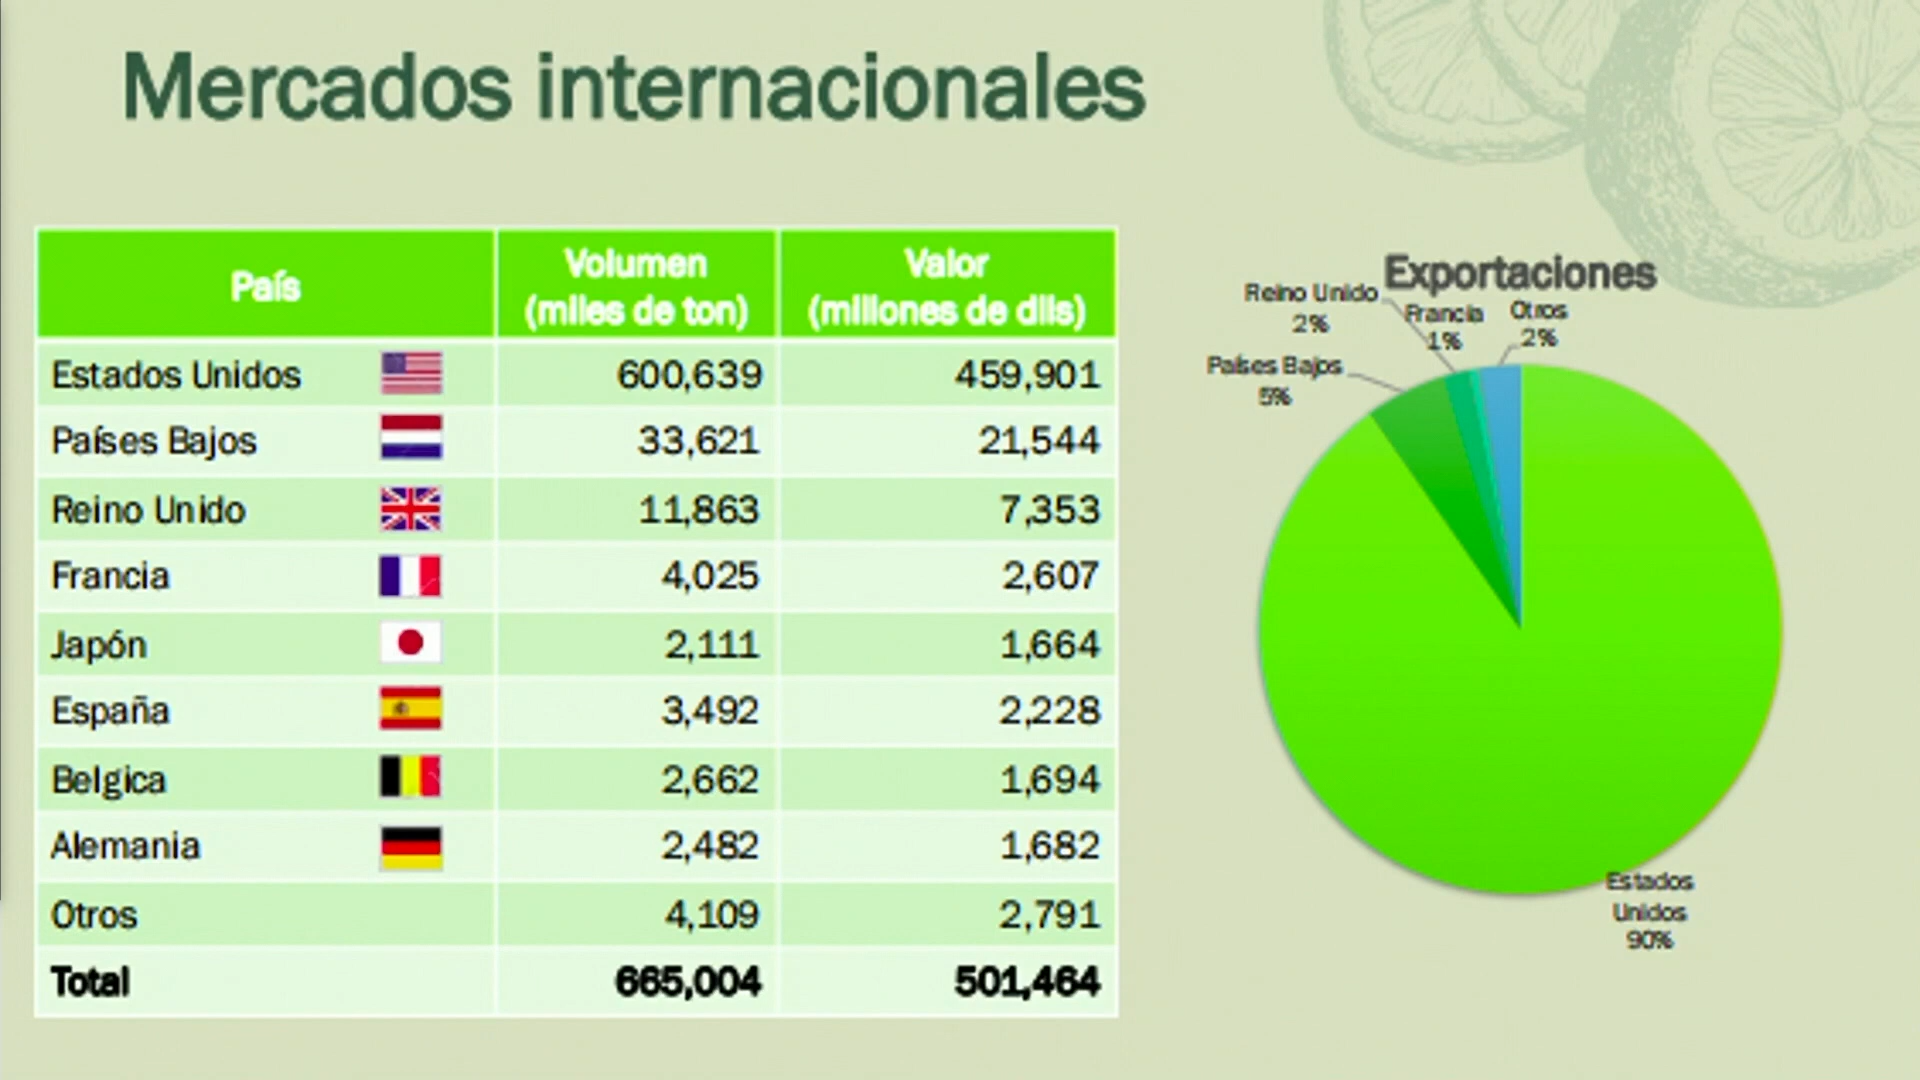 Mercados internacionales
País
Volumen
(miles de ton)
Valor
(millones de dlls)
Estados Unidos 600,639 459,901
Países Bajos 33,621 21,544
Reino Unido 11,863 7,353
Francia 4,025 2,607
Japón 2,111 1,664
España 3,492 2,228
Belgica 2,662 1,694
Alemania 2,482 1,682
Otros 4,109 2,791
Total 665,004 501,464
Exportaciones
Reino Unido
2%
Francia
1%
Otros
2%
Países Bajos
5%
Estados
Unidos
90%